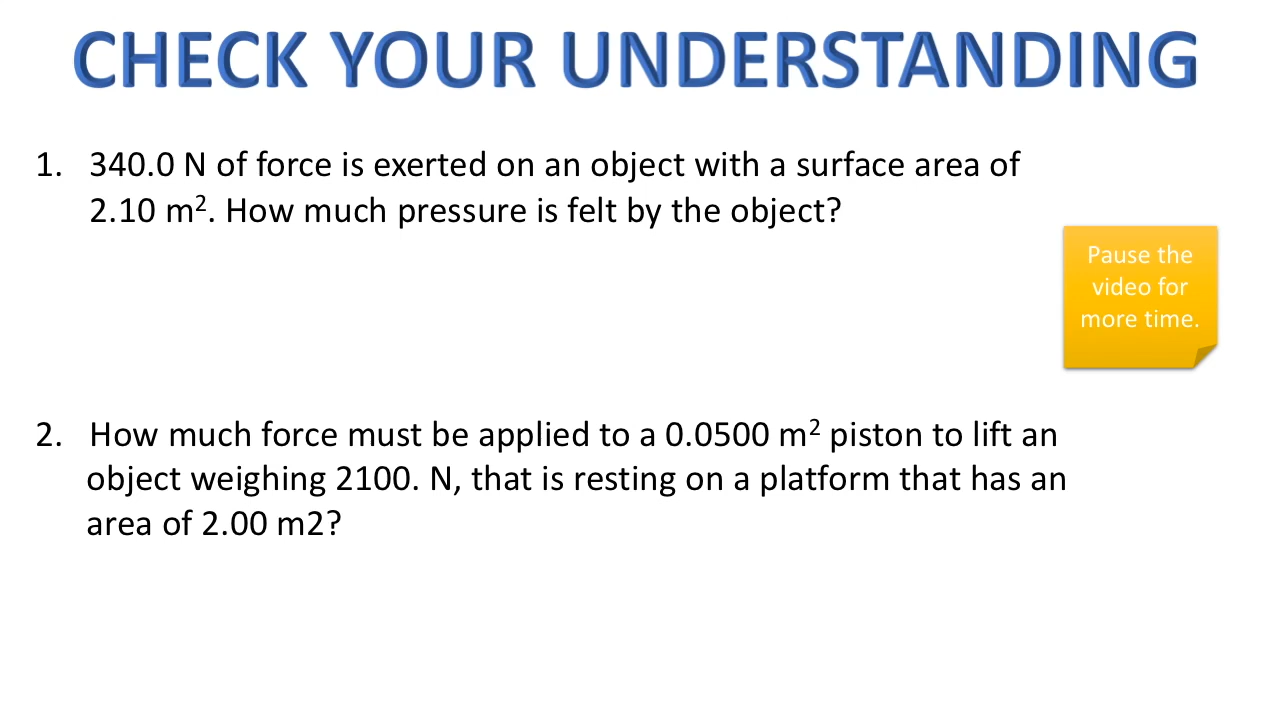 CHECK YOUR UNDERSTANDING
1. 340.0 N of force is exerted on an object with a surface area of
2.10 m². How much pressure is felt by the object?
Pause the
video for
more time.
2. How much force must be applied to a 0.0500 m² piston to lift an
object weighing 2100. N, that is resting on a platform that has an
area of 2.00 m2?